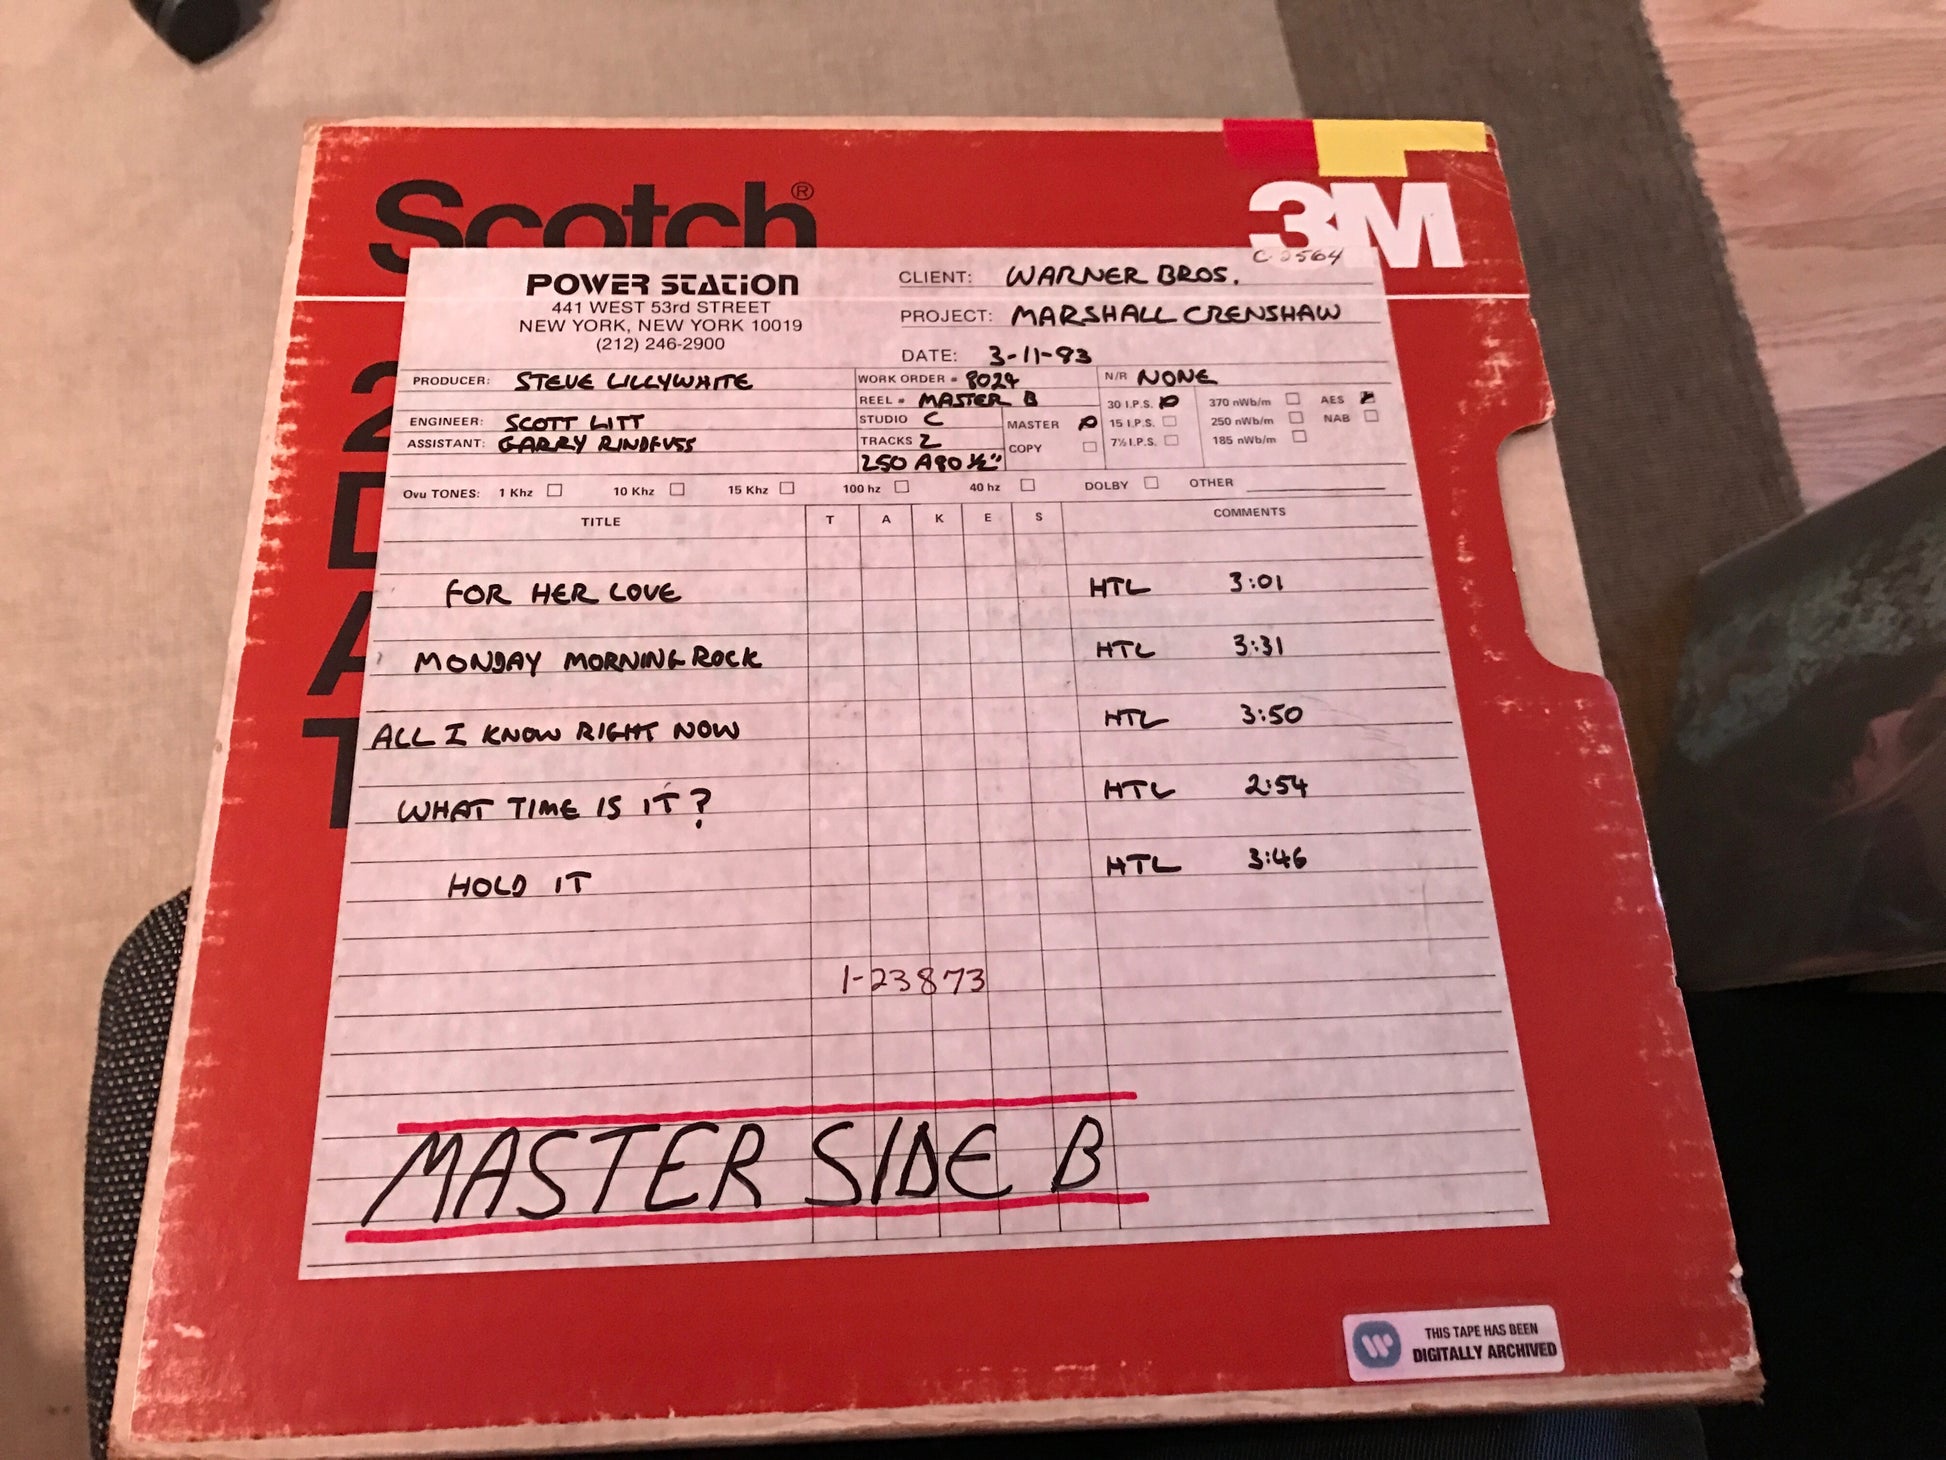 Scotch®
3M
C 2564
POWER STATION
441 WEST 53rd STREET
NEW YORK, NEW YORK 10019
(212) 246-2900
CLIENT: WARNER BROS.
PROJECT: MARSHALL CRENSHAW
DATE: 3-11-83
PRODUCER: STEVE LILLYWHITE
ENGINEER: SCOTT LITT
ASSISTANT: GARRY RINDFUSS
WORK ORDER # 8024
REEL # MASTER B
STUDIO C
TRACKS 2
250 A80 ½"
MASTER
COPY
N/R NONE
30 I.P.S.
15 I.P.S.
7½ I.P.S.
370 nWb/m
250 nWb/m
185 nWb/m
AES
NAB
Ovu TONES: 1 Khz 10 Khz 15 Khz 100 hz 40 hz DOLBY OTHER
TITLE T A K E S COMMENTS
FOR HER LOVE HTL 3:01
MONDAY MORNING ROCK HTL 3:31
ALL I KNOW RIGHT NOW HTL 3:50
WHAT TIME IS IT? HTL 2:54
HOLD IT HTL 3:46
1-23873
MASTER SIDE B
THIS TAPE HAS BEEN
DIGITALLY ARCHIVED